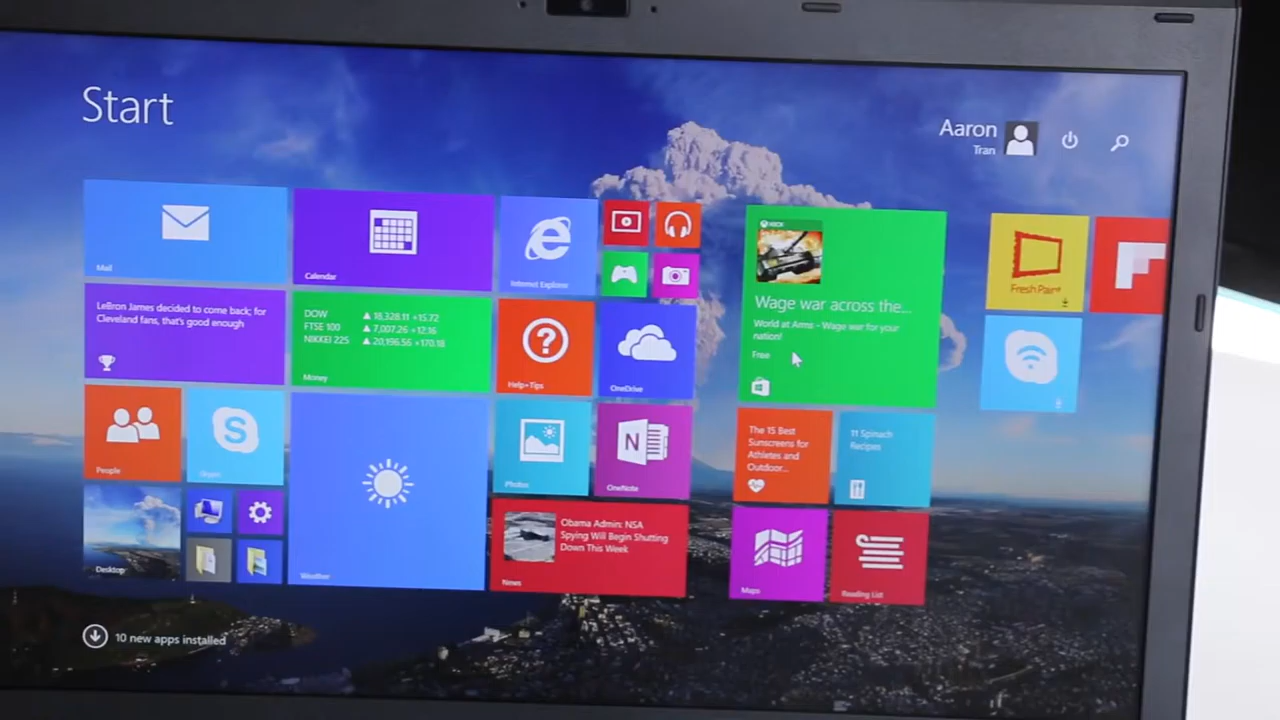 Start
Aaron
Tran
Mail
Calendar
Internet Explorer
LeBron James decided to come back; for
Cleveland fans, that's good enough
DOW ▲ 18,328.11 +15.72
FTSE 100 ▲ 7,007.26 +12.16
NIKKEI 225 ▲ 20,196.56 +170.18
Money
Help+Tips
OneDrive
XBOX
Wage war across the...
World at Arms – Wage war for your
nation!
Free
Fresh Paint
People
Skype
S
Weather
Photos
N
OneNote
The 15 Best
Sunscreens for
Athletes and
Outdoor...
11 Spinach
Recipes
Desktop
Obama Admin: NSA
Spying Will Begin Shutting
Down This Week
News
Maps
Reading List
10 new apps installed